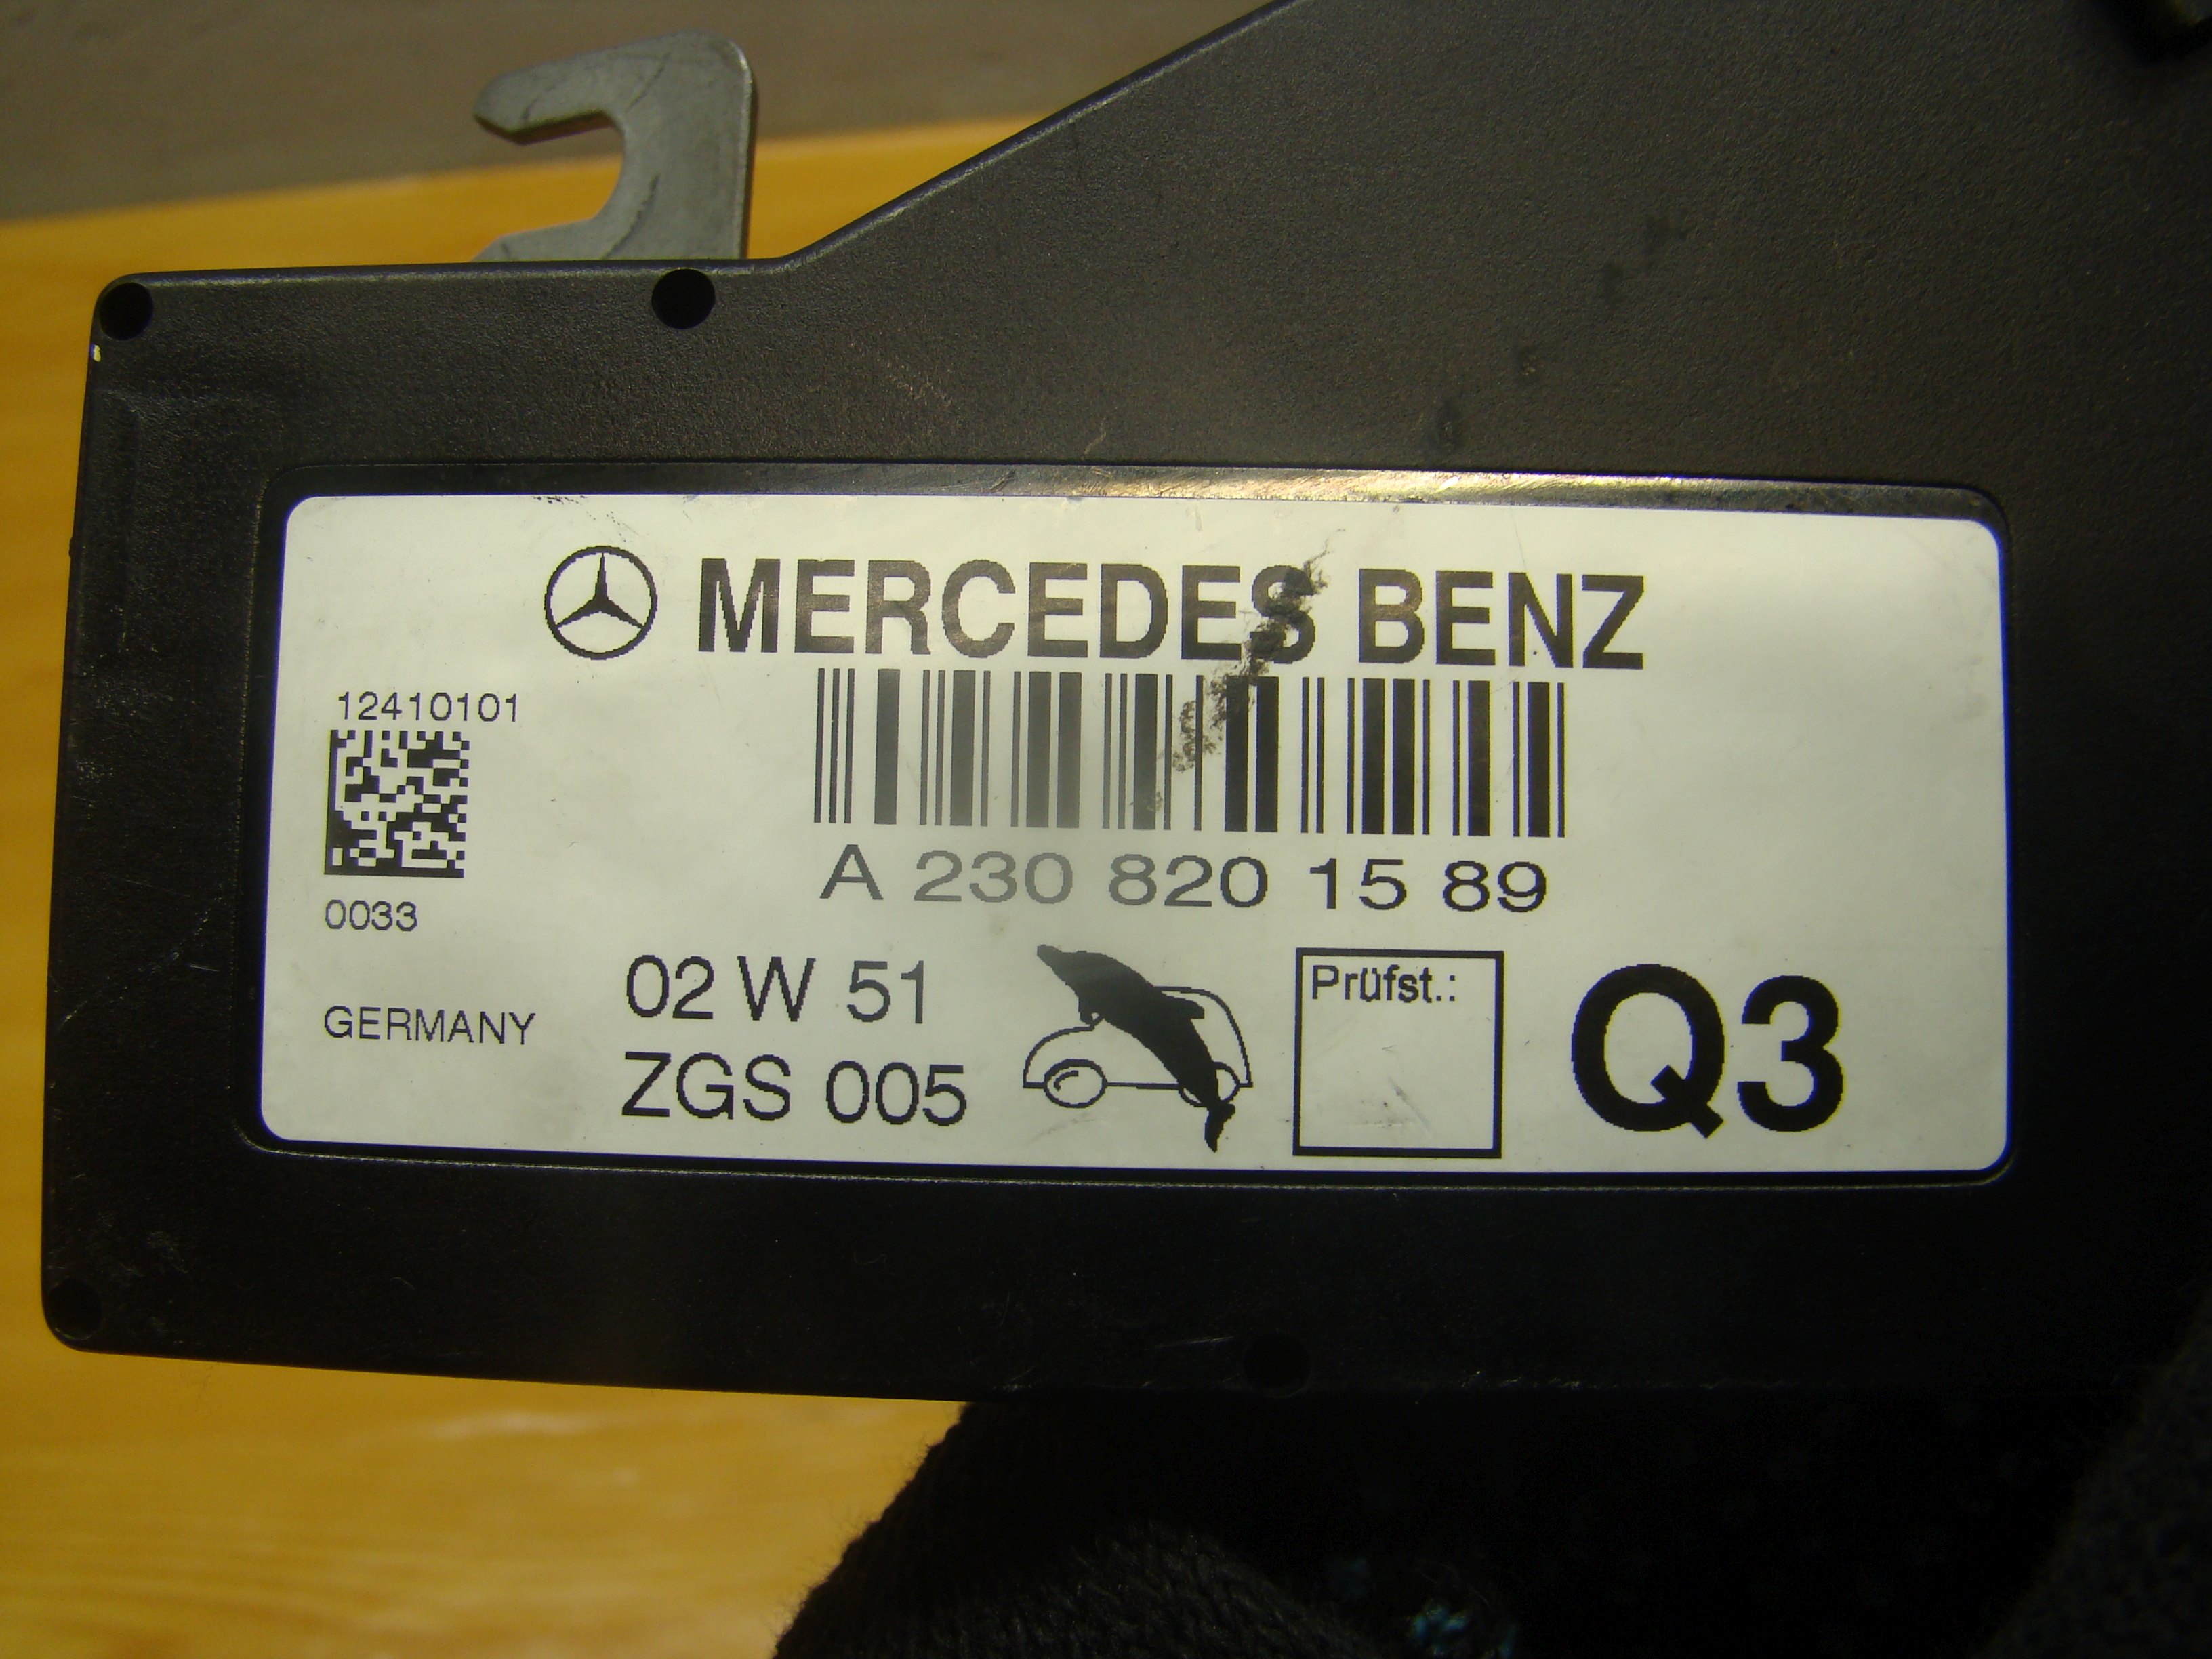 MERCEDES BENZ
12410101
A 230 820 15 89
0033
02 W 51
Prüfst.:
Q3
GERMANY
ZGS 005